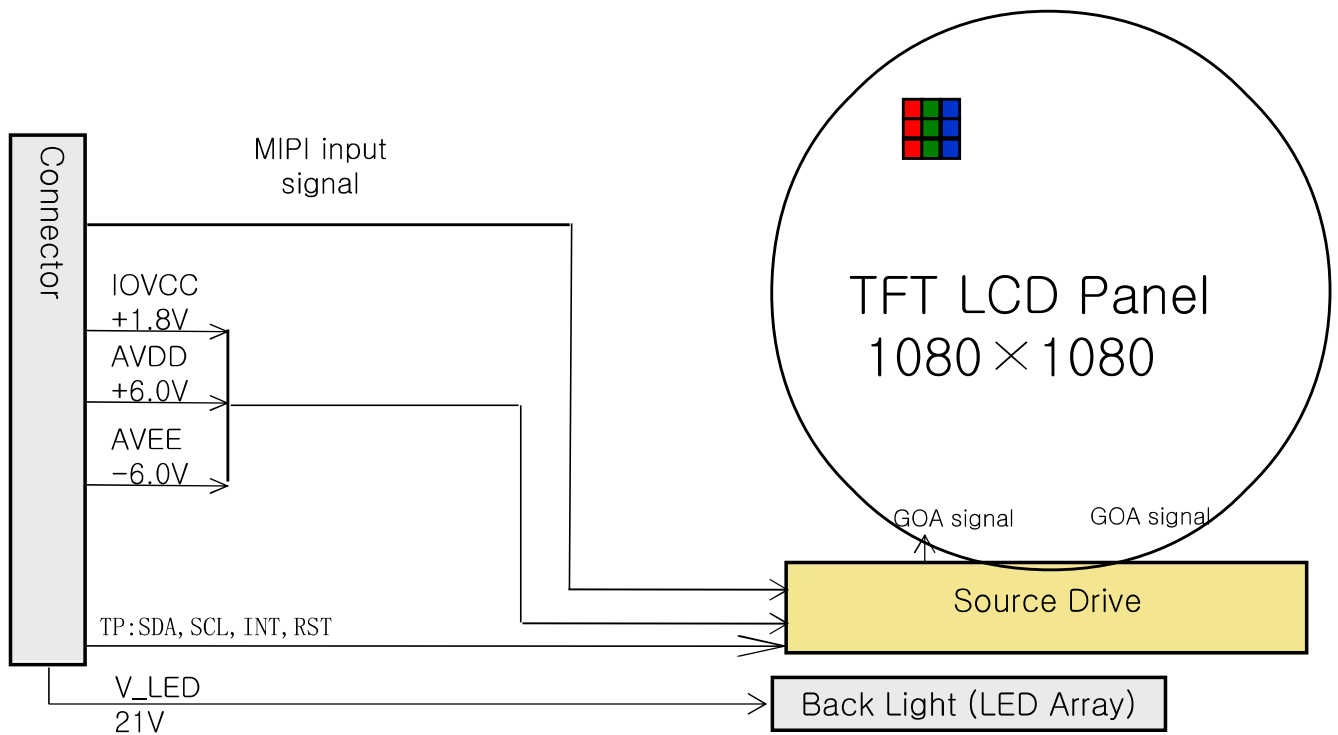 Connector
MIPI input
signal
IOVCC
+1.8V
AVDD
+6.0V
AVEE
-6.0V
TP:SDA,SCL,INT,RST
V_LED
21V
TFT LCD Panel
1080×1080
GOA signal
GOA signal
Source Drive
Back Light (LED Array)